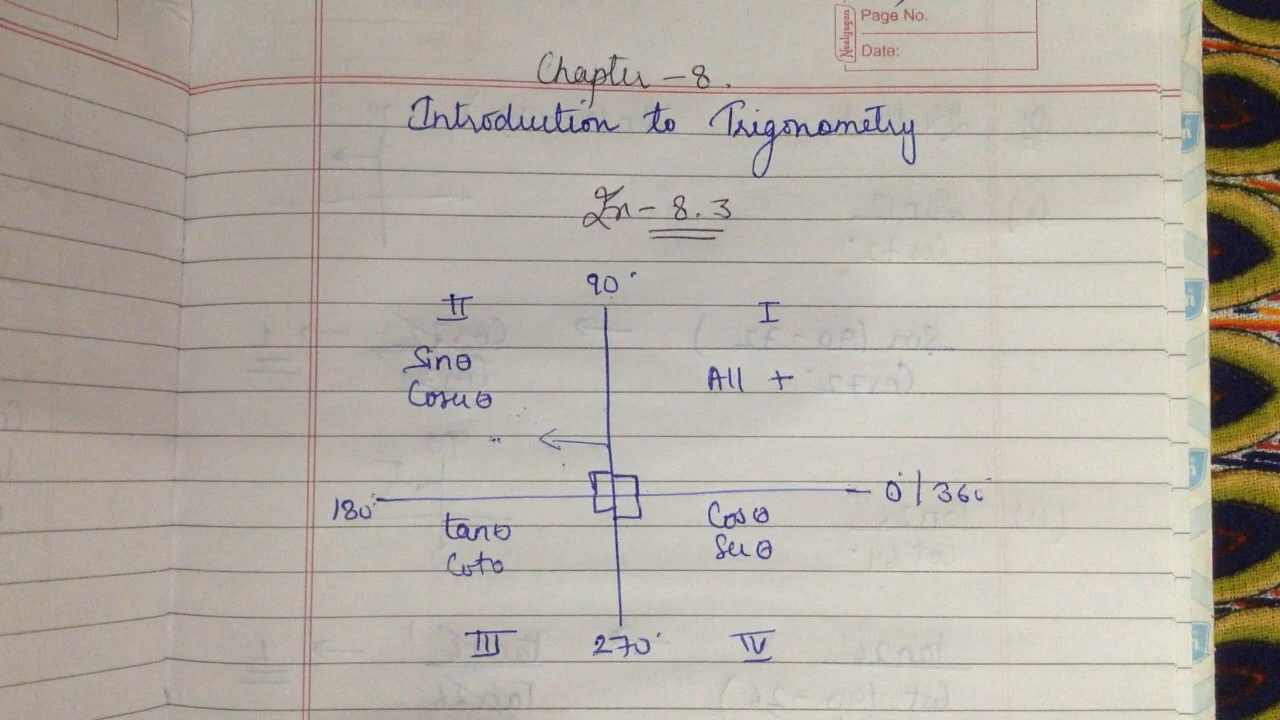 Neelgagan
Page No.
Date:
Chapter - 8.
Introduction to Trigonometry
Ex - 8.3
90°
II
I
Sinθ
All +
Cosecθ
180°
0° | 360°
tanθ
Cosθ
Cotθ
Secθ
III
270°
IV